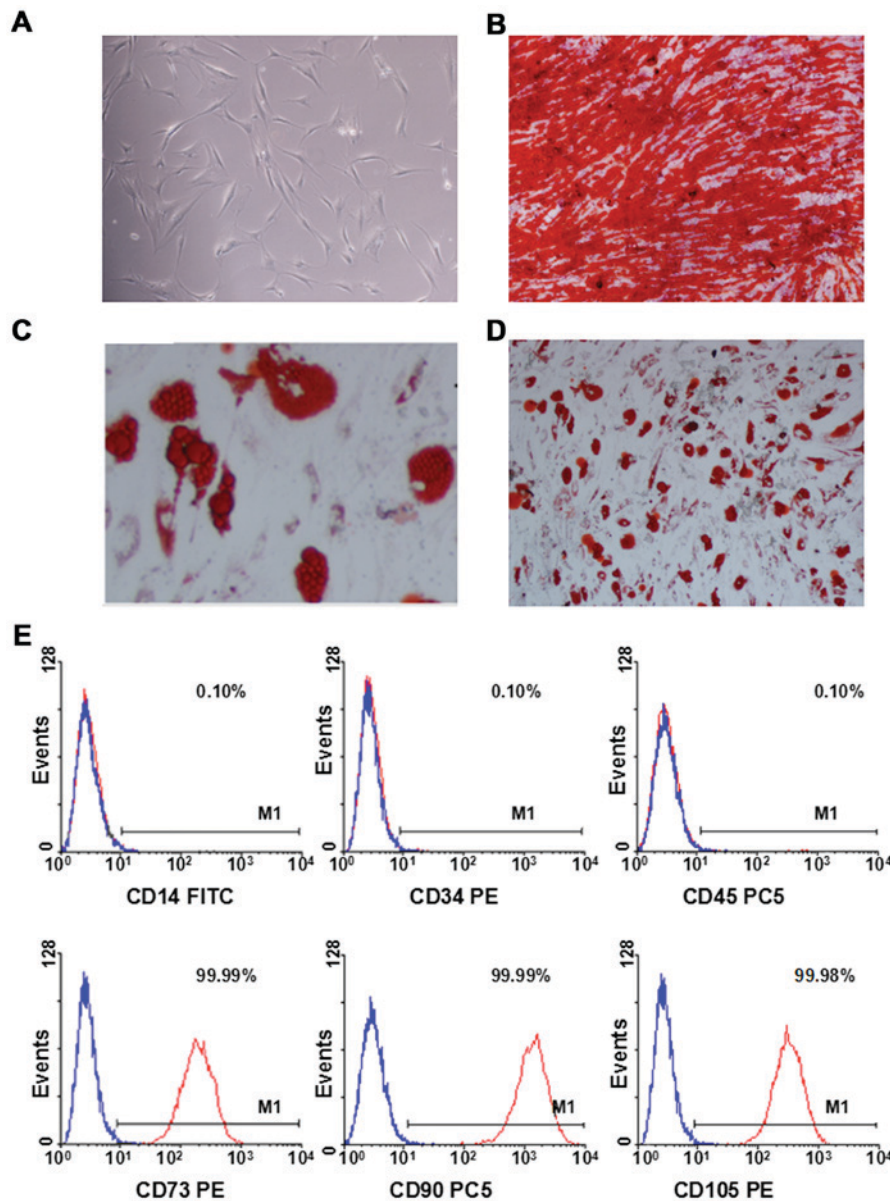 A
B
C
D
E
128
Events
0
0.10%
M1
10⁰ 10¹ 10² 10³ 10⁴
CD14 FITC
128
Events
0
0.10%
M1
10⁰ 10¹ 10² 10³ 10⁴
CD34 PE
128
Events
0
0.10%
M1
10⁰ 10¹ 10² 10³ 10⁴
CD45 PC5
128
Events
0
99.99%
M1
10⁰ 10¹ 10² 10³ 10⁴
CD73 PE
128
Events
0
99.99%
M1
10⁰ 10¹ 10² 10³ 10⁴
CD90 PC5
128
Events
0
99.98%
M1
10⁰ 10¹ 10² 10³ 10⁴
CD105 PE